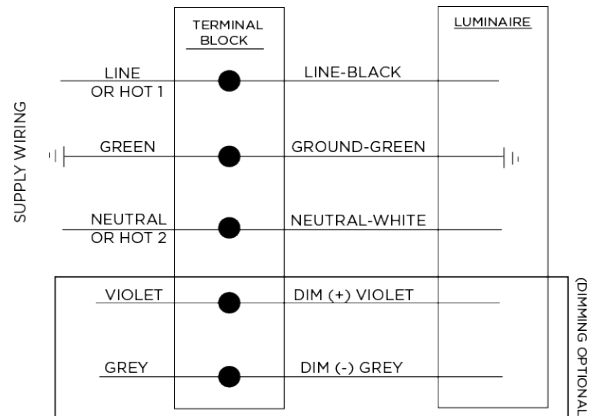 TERMINAL
BLOCK
LUMINAIRE
SUPPLY WIRING
LINE
OR HOT 1
LINE-BLACK
GREEN
GROUND-GREEN
NEUTRAL
OR HOT 2
NEUTRAL-WHITE
VIOLET
DIM (+) VIOLET
GREY
DIM (-) GREY
(DIMMING OPTIONAL